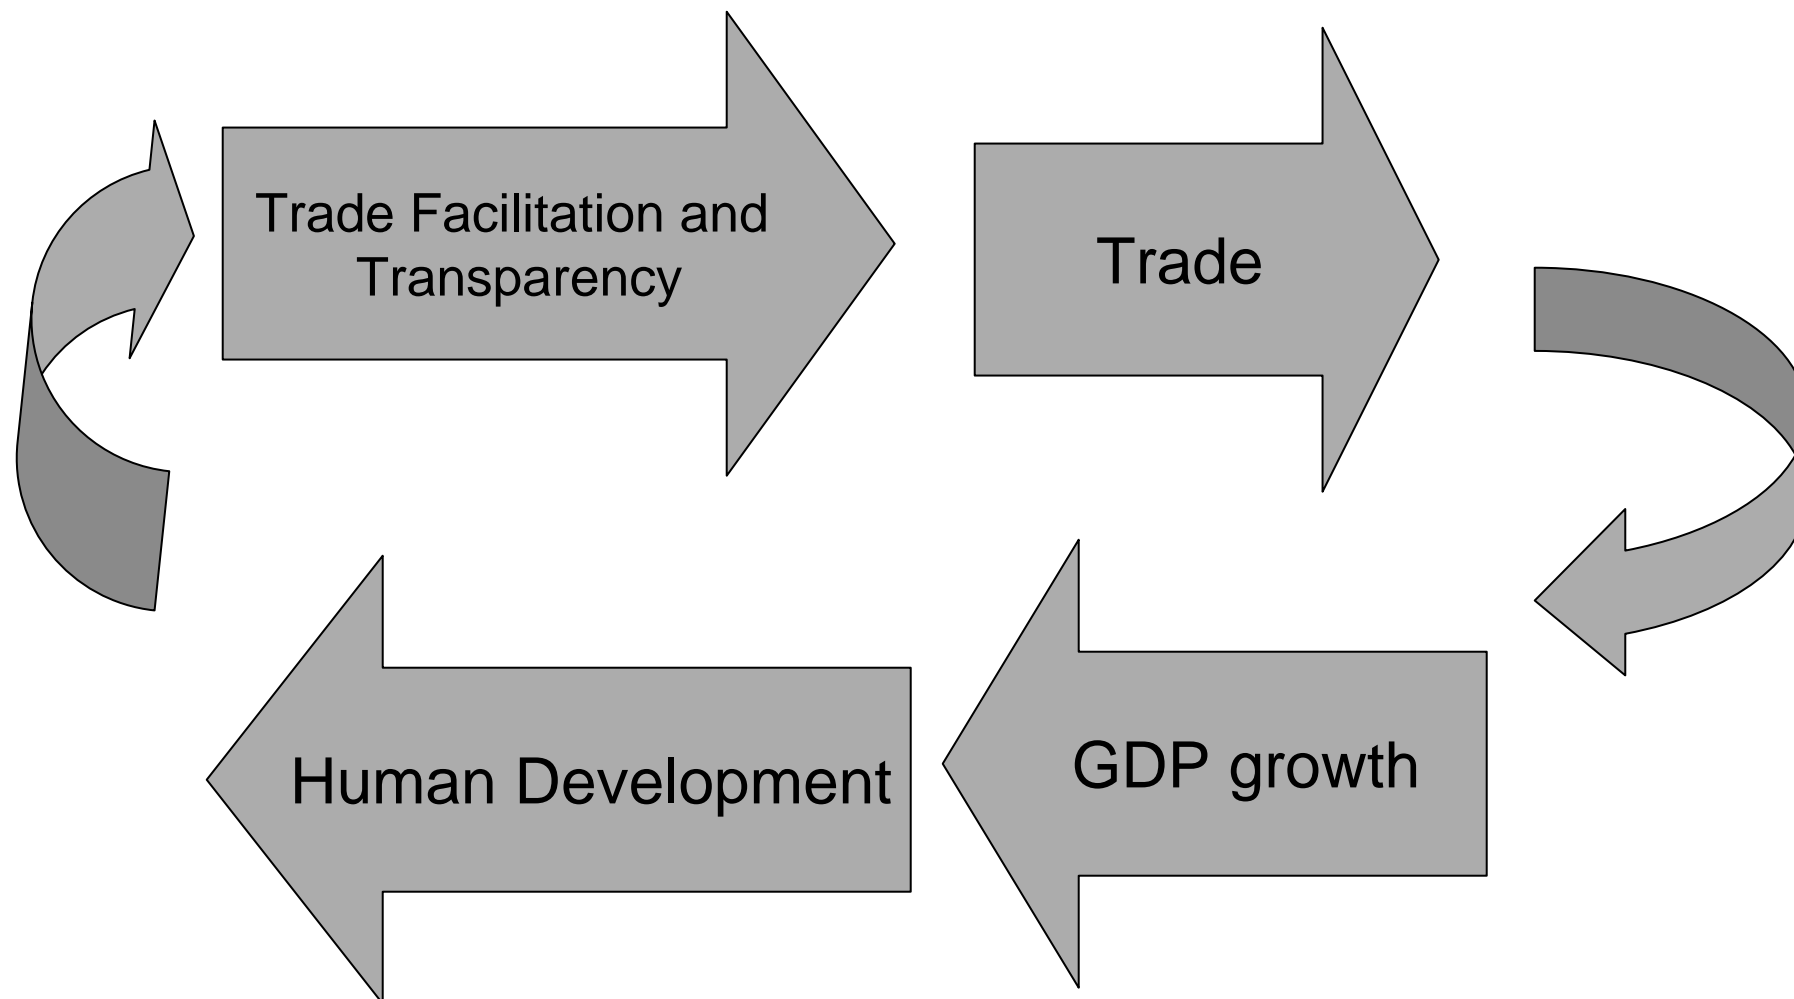 Trade Facilitation and
Transparency
Trade
GDP growth
Human Development